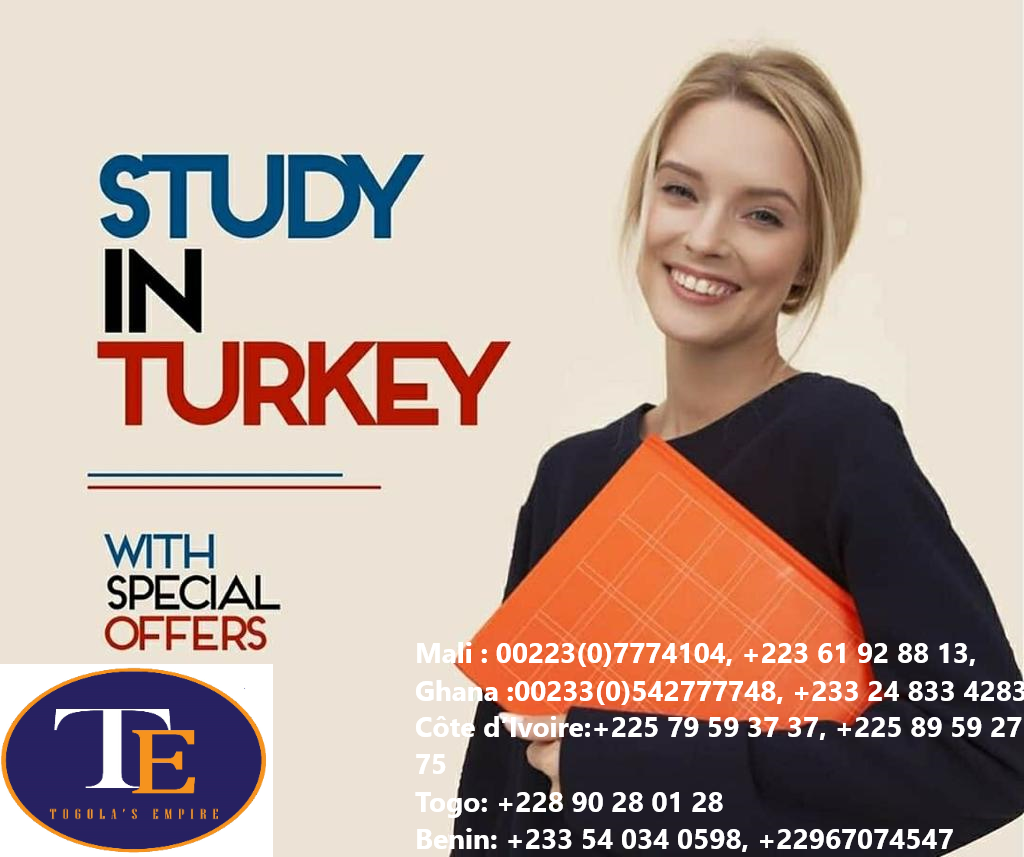 STUDY
IN
TURKEY
WITH
SPECIAL
OFFERS
TE
TOGOLA'S EMPIRE
Mali : 00223(0)7774104, +223 61 92 88 13,
Ghana :00233(0)542777748, +233 24 833 4283
Côte d'Ivoire:+225 79 59 37 37, +225 89 59 27
75
Togo: +228 90 28 01 28
Benin: +233 54 034 0598, +22967074547